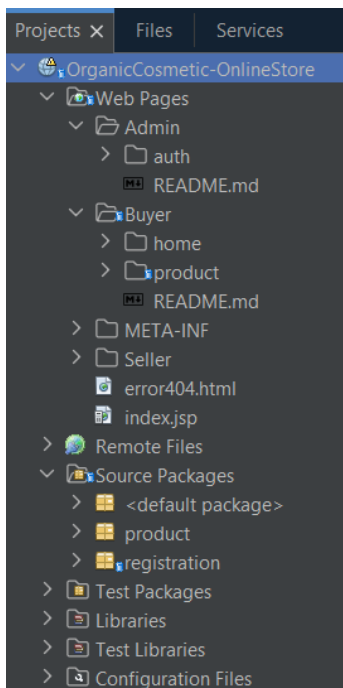 Projects Files Services
OrganicCosmetic-OnlineStore
Web Pages
Admin
auth
README.md
Buyer
home
product
README.md
META-INF
Seller
error404.html
index.jsp
Remote Files
Source Packages
<default package>
product
registration
Test Packages
Libraries
Test Libraries
Configuration Files